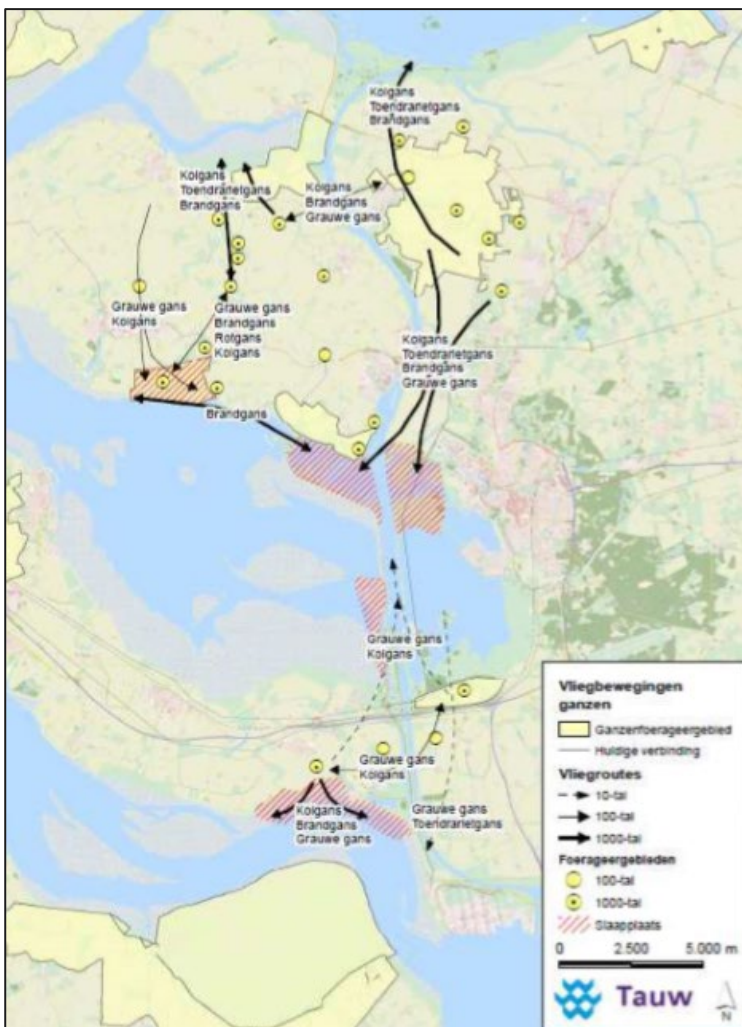 Kolgans
Toendrarietgans
Brandgans
Kolgans
Toendrarietgans
Brandgans
Kolgans
Brandgans
Grauwe gans
Grauwe gans
Kolgans
Grauwe gans
Brandgans
Rotgans
Kolgans
Kolgans
Toendrarietgans
Brandgans
Grauwe gans
Brandgans
Grauwe gans
Kolgans
Grauwe gans
Kolgans
Kolgans
Brandgans
Grauwe gans
Grauwe gans
Toendrarietgans
Vliegbewegingen
ganzen
Ganzenfoerageergebied
Huidige verbinding
Vliegroutes
10-tal
100-tal
1000-tal
Foerageergebieden
100-tal
1000-tal
Slaapplaats
0 2.500 5.000 m
Tauw
N